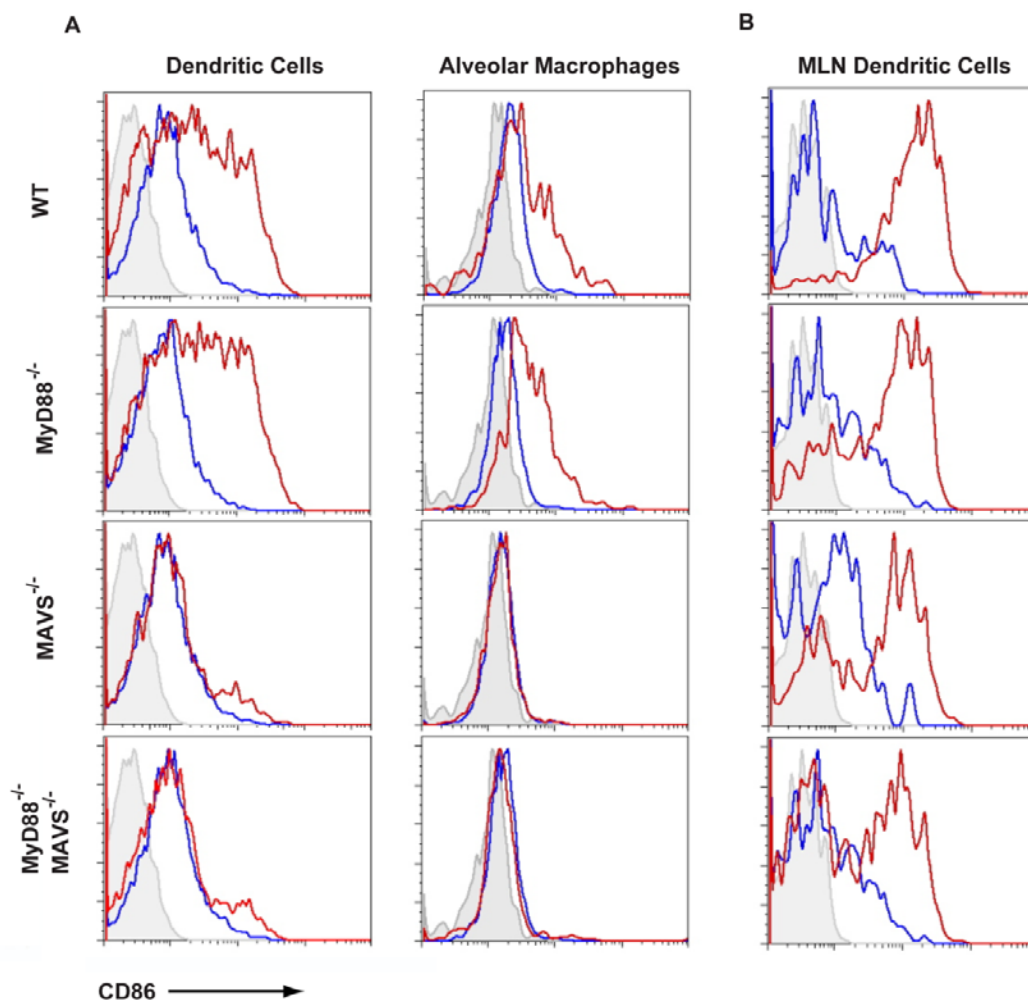 A
B
Dendritic Cells
Alveolar Macrophages
MLN Dendritic Cells
WT
MyD88-/-
MAVS-/-
MyD88-/-
MAVS-/-
CD86